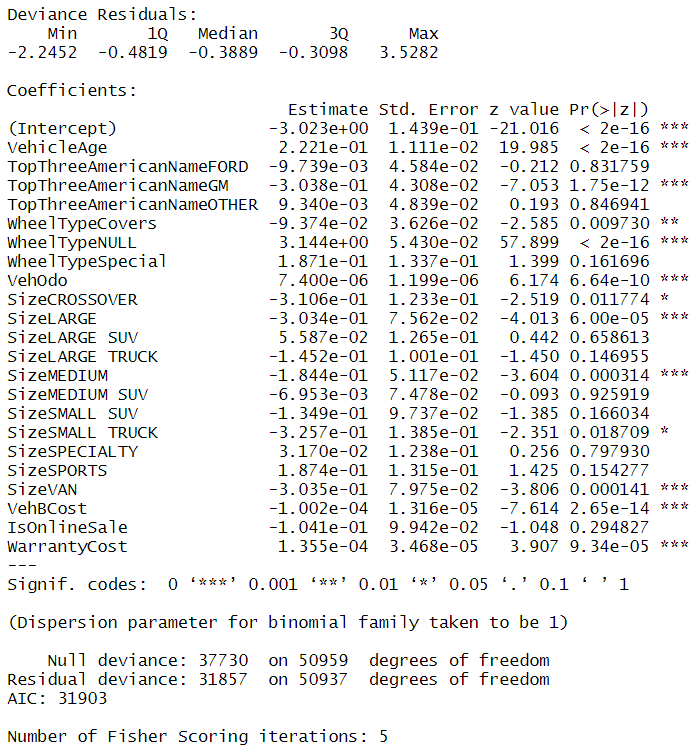 Deviance Residuals:
    Min      1Q  Median      3Q     Max
-2.2452 -0.4819 -0.3889 -0.3098  3.5282
Coefficients:
                          Estimate Std. Error z value Pr(>|z|)
(Intercept)             -3.023e+00  1.439e-01 -21.016  < 2e-16 ***
VehicleAge               2.221e-01  1.111e-02  19.985  < 2e-16 ***
TopThreeAmericanNameFORD -9.739e-03  4.584e-02  -0.212 0.831759
TopThreeAmericanNameGM  -3.038e-01  4.308e-02  -7.053 1.75e-12 ***
TopThreeAmericanNameOTHER  9.340e-03  4.839e-02   0.193 0.846941
WheelTypeCovers         -9.374e-02  3.626e-02  -2.585 0.009730 **
WheelTypeNULL            3.144e+00  5.430e-02  57.899  < 2e-16 ***
WheelTypeSpecial         1.871e-01  1.337e-01   1.399 0.161696
VehOdo                   7.400e-06  1.199e-06   6.174 6.64e-10 ***
SizeCROSSOVER           -3.106e-01  1.233e-01  -2.519 0.011774 *
SizeLARGE               -3.034e-01  7.562e-02  -4.013 6.00e-05 ***
SizeLARGE SUV            5.587e-02  1.265e-01   0.442 0.658613
SizeLARGE TRUCK         -1.452e-01  1.001e-01  -1.450 0.146955
SizeMEDIUM              -1.844e-01  5.117e-02  -3.604 0.000314 ***
SizeMEDIUM SUV          -6.953e-03  7.478e-02  -0.093 0.925919
SizeSMALL SUV           -1.349e-01  9.737e-02  -1.385 0.166034
SizeSMALL TRUCK         -3.257e-01  1.385e-01  -2.351 0.018709 *
SizeSPECIALTY            3.170e-02  1.238e-01   0.256 0.797930
SizeSPORTS               1.874e-01  1.315e-01   1.425 0.154277
SizeVAN                 -3.035e-01  7.975e-02  -3.806 0.000141 ***
VehBCost                -1.002e-04  1.316e-05  -7.614 2.65e-14 ***
IsOnlineSale            -1.041e-01  9.942e-02  -1.048 0.294827
WarrantyCost             1.355e-04  3.468e-05   3.907 9.34e-05 ***
---
Signif. codes:  0 ‘***’ 0.001 ‘**’ 0.01 ‘*’ 0.05 ‘.’ 0.1 ‘ ’ 1
(Dispersion parameter for binomial family taken to be 1)
    Null deviance: 37730  on 50959  degrees of freedom
Residual deviance: 31857  on 50937  degrees of freedom
AIC: 31903
Number of Fisher Scoring iterations: 5